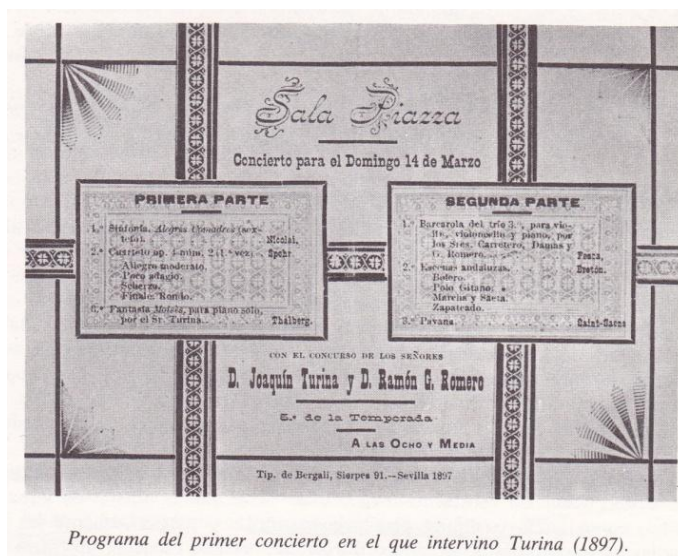 Sala Piazza
Concierto para el Domingo 14 de Marzo
PRIMERA PARTE
1.ª Sinfonía. Alegres Comadres (sex-
teto). Nicolai.
2.ª Cuarteto op. 4 núm. 2 (1.ª vez). Spohr.
Allegro moderato.
Poco adagio.
Scherzo.
Finale: Rondo.
3.ª Fantasía Moisés, para piano solo,
por el Sr. Turina. Thalberg.
SEGUNDA PARTE
1.ª Barcarola del trío 3.º, para vio-
lín, violoncello y piano, por
los Sres. Carretero, Damas y
G. Romero. Fesca.
2.ª Escenas andaluzas. Bretón.
Bolero.
Polo Gitano.
Marcha y Saeta.
Zapateado.
3.ª Pavana. Saint-Saens
CON EL CONCURSO DE LOS SEÑORES
D. Joaquín Turina y D. Ramón G. Romero
5.ª de la Temporada
A LAS OCHO Y MEDIA
Tip. de Bergali, Sierpes 91.—Sevilla 1897
Programa del primer concierto en el que intervino Turina (1897).